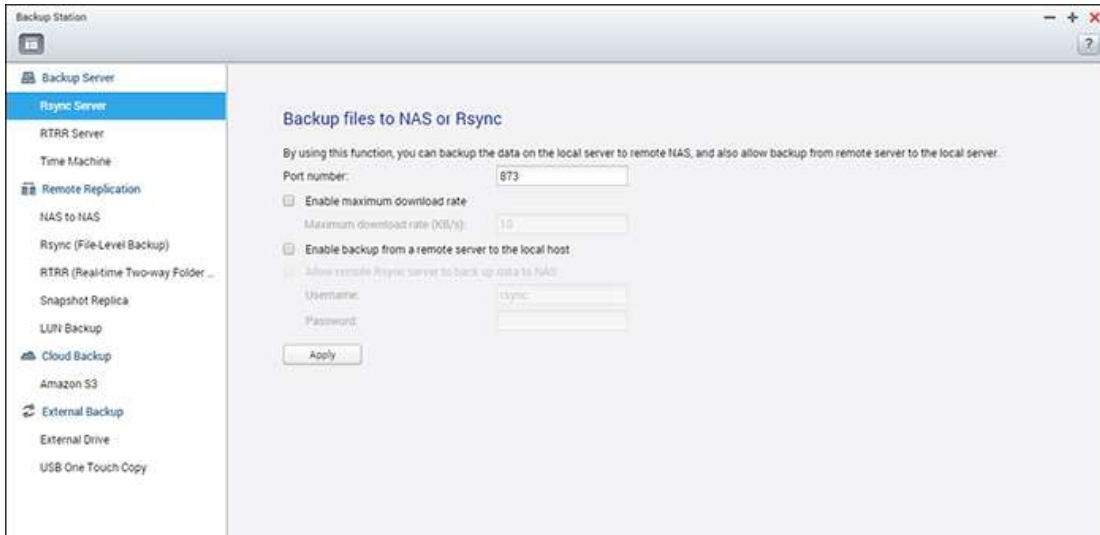 Backup Station
?
Backup Server
Rsync Server
RTRR Server
Time Machine
Remote Replication
NAS to NAS
Rsync (File-Level Backup)
RTRR (Real-time Two-way Folder ...
Snapshot Replica
LUN Backup
Cloud Backup
Amazon S3
External Backup
External Drive
USB One Touch Copy
Backup files to NAS or Rsync
By using this function, you can backup the data on the local server to remote NAS, and also allow backup from remote server to the local server.
Port number: 873
Enable maximum download rate
Maximum download rate (KB/s): 10
Enable backup from a remote server to the local host
Allow remote Rsync server to back up data to NAS
Username: rsync
Password:
Apply